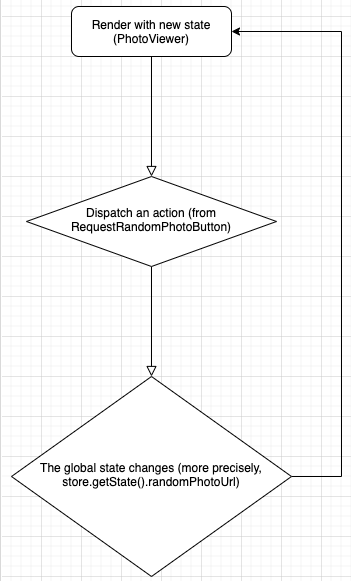 Render with new state
(PhotoViewer)
Dispatch an action (from
RequestRandomPhotoButton)
The global state changes (more precisely,
store.getState().randomPhotoUrl)